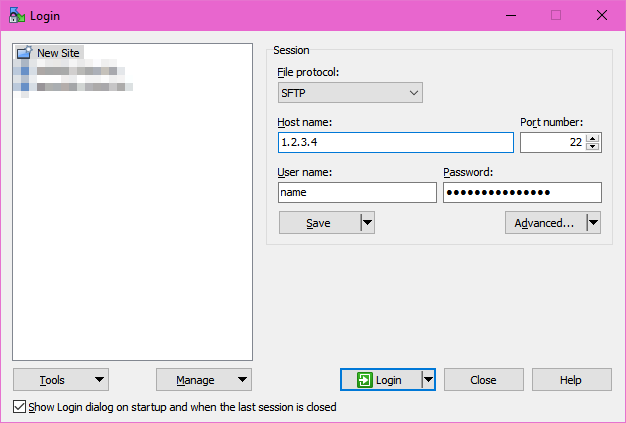 Login
New Site
Session
File protocol:
SFTP
Host name:
Port number:
1.2.3.4
22
User name:
Password:
name
●●●●●●●●●●●●●●●
Save
Advanced...
Tools
Manage
Login
Close
Help
Show Login dialog on startup and when the last session is closed